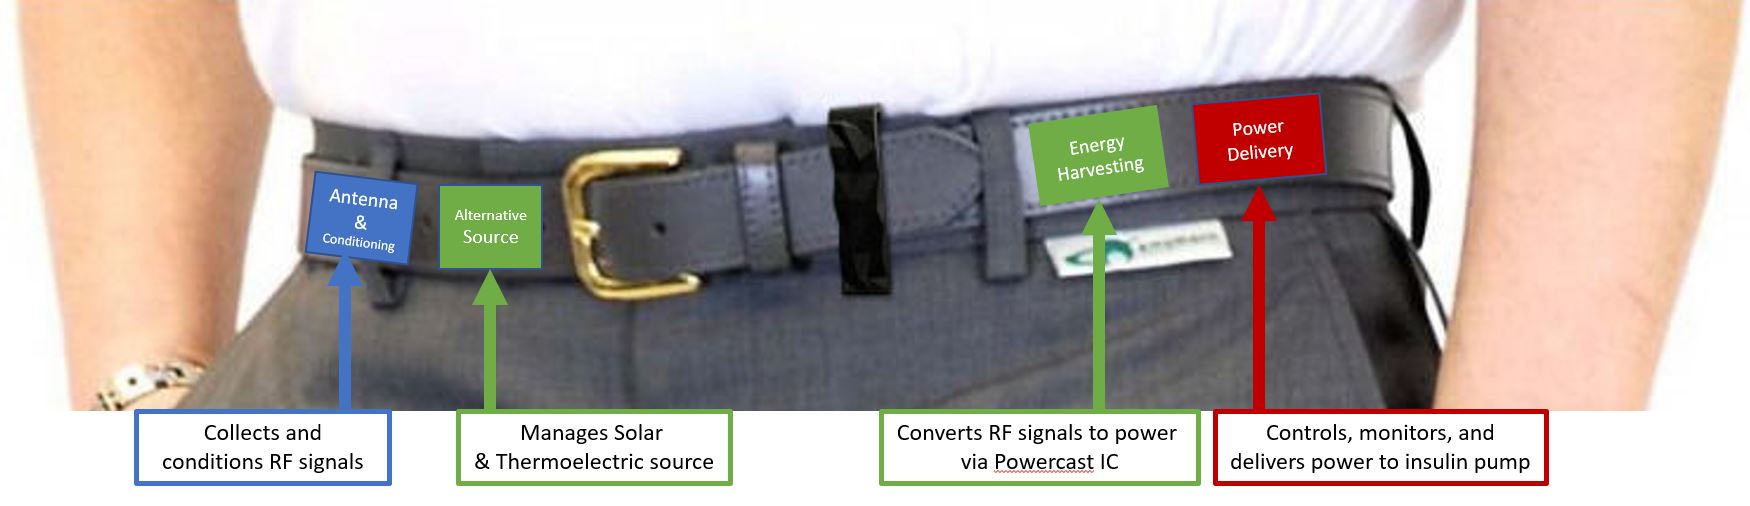 Antenna
&
Conditioning
Alternative
Source
Energy
Harvesting
Power
Delivery
Collects and
conditions RF signals
Manages Solar
& Thermoelectric source
Converts RF signals to power
via Powercast IC
Controls, monitors, and
delivers power to insulin pump